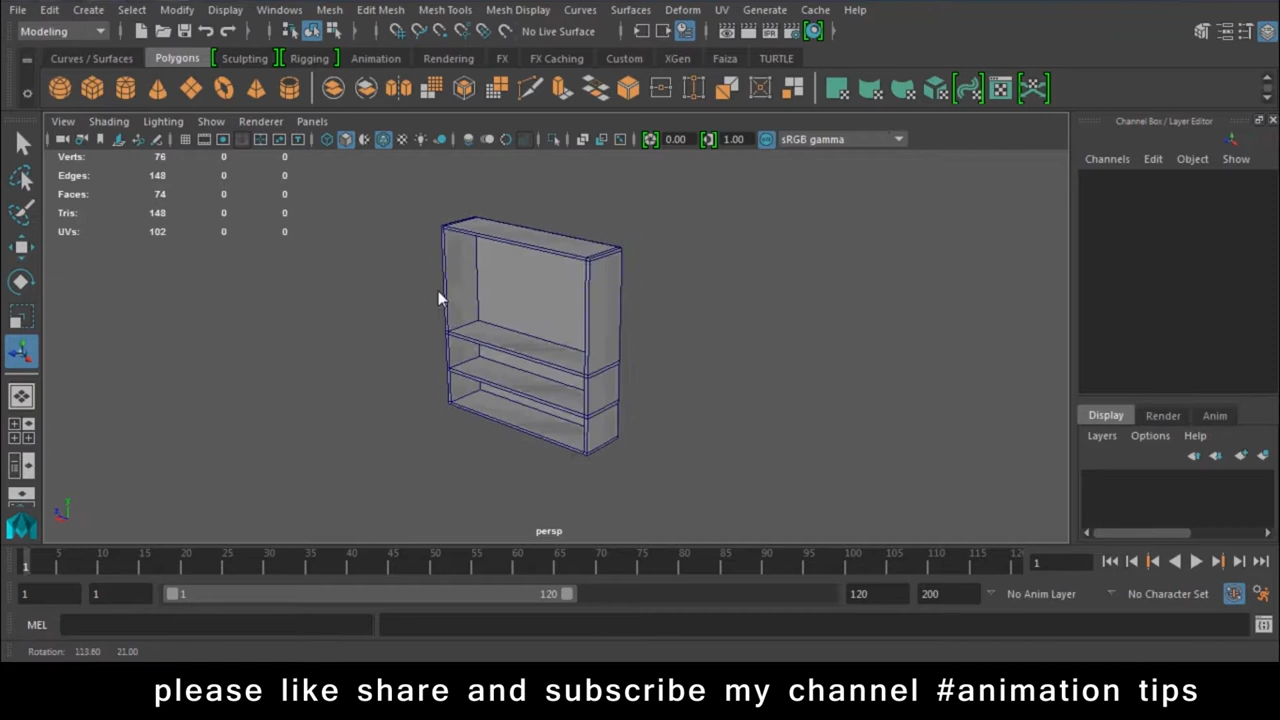 File Edit Create Select Modify Display Windows Mesh Edit Mesh Mesh Tools Mesh Display Curves Surfaces Deform UV Generate Cache Help
Modeling No Live Surface
Curves / Surfaces Polygons Sculpting Rigging Animation Rendering FX FX Caching Custom XGen Faiza TURTLE
View Shading Lighting Show Renderer Panels
Channel Box / Layer Editor
0.00 1.00 sRGB gamma
Channels Edit Object Show
Verts: 76 0 0
Edges: 148 0 0
Faces: 74 0 0
Tris: 148 0 0
UVs: 102 0 0
Display Render Anim
Layers Options Help
persp
5 10 15 20 25 30 35 40 45 50 55 60 65 70 75 80 85 90 95 100 105 110 115 12
1 1
1 1 1 120 120 200 No Anim Layer No Character Set
MEL
Rotation: 113.60 21.00
please like share and subscribe my channel #animation tips